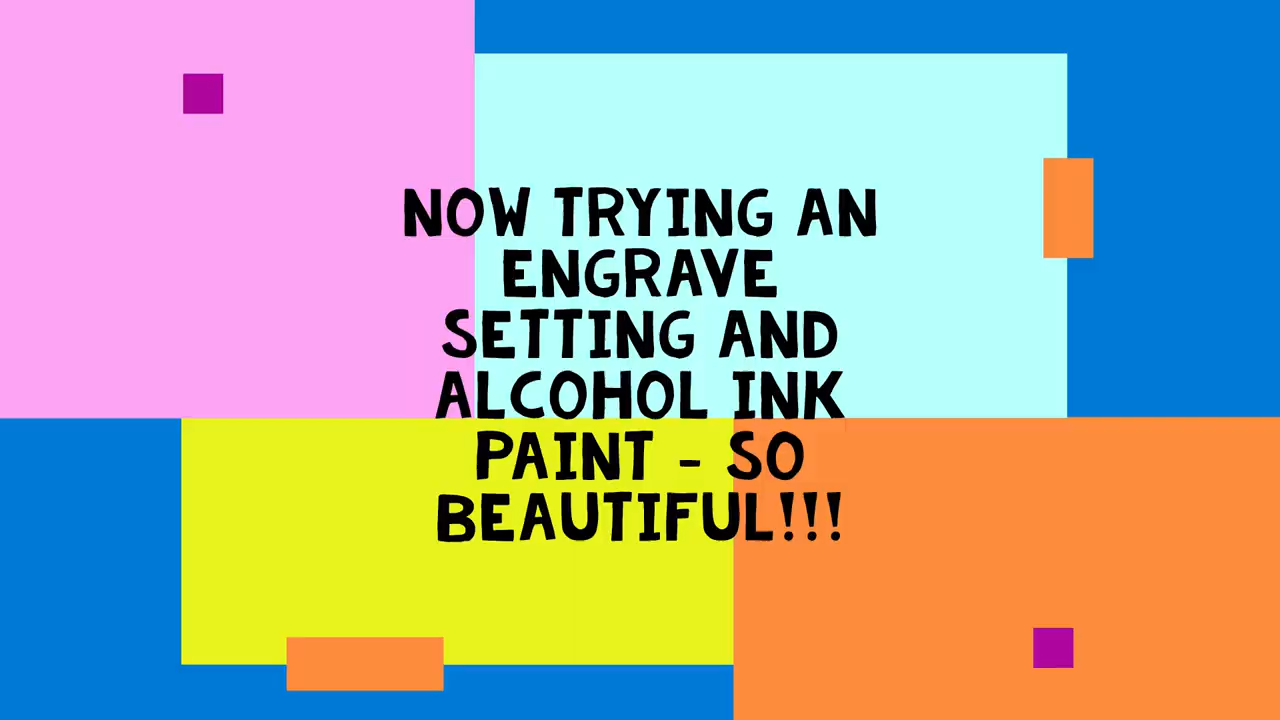 NOW TRYING AN
ENGRAVE
SETTING AND
ALCOHOL INK
PAINT - SO
BEAUTIFUL!!!